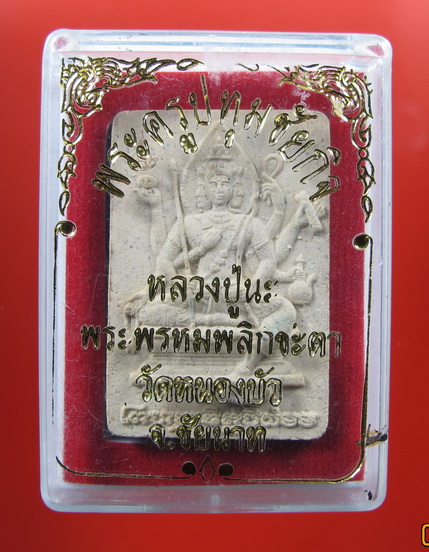 พระครูปทุมชัยกิจ
หลวงปู่นะ
พระพรหมพลิกชะตา
วัดหนองบัว
จ.ชัยนาท